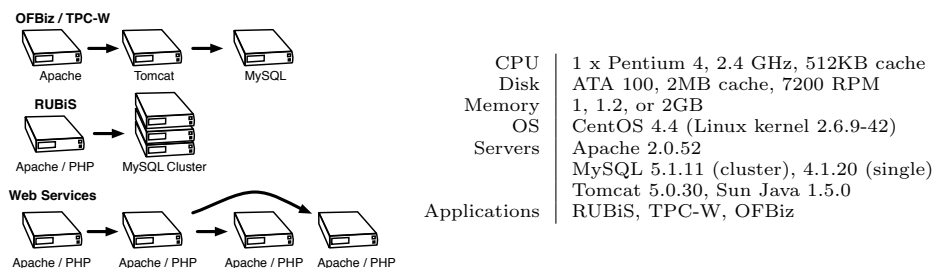 OFBiz / TPC-W
Apache
Tomcat
MySQL
RUBiS
Apache / PHP
MySQL Cluster
Web Services
Apache / PHP
Apache / PHP
Apache / PHP
Apache / PHP
CPU 1 x Pentium 4, 2.4 GHz, 512KB cache
Disk ATA 100, 2MB cache, 7200 RPM
Memory 1, 1.2, or 2GB
OS CentOS 4.4 (Linux kernel 2.6.9-42)
Servers Apache 2.0.52
MySQL 5.1.11 (cluster), 4.1.20 (single)
Tomcat 5.0.30, Sun Java 1.5.0
Applications RUBiS, TPC-W, OFBiz